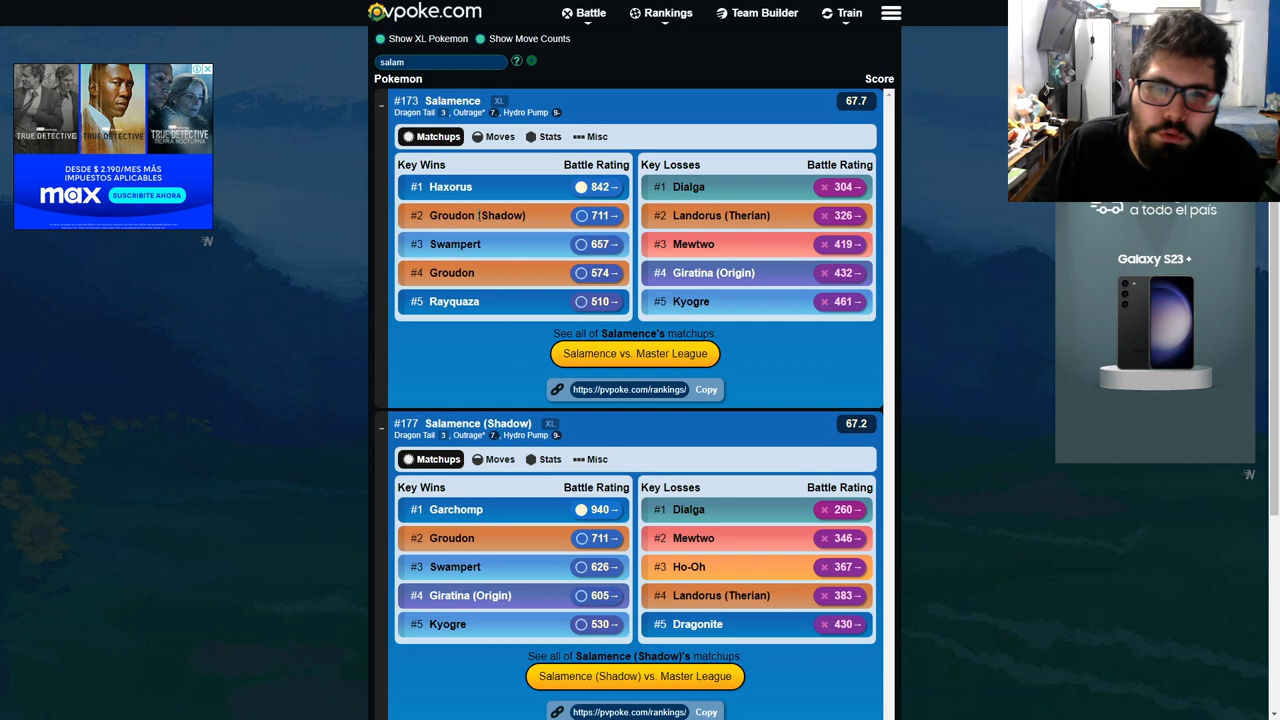 pvpoke.com
Battle
Rankings
Team Builder
Train
Show XL Pokemon
Show Move Counts
salam
?
Pokemon
Score
#173 Salamence XL
67.7
Dragon Tail 3 , Outrage* 7 , Hydro Pump 9-
Matchups
Moves
Stats
Misc
Key Wins
Battle Rating
#1 Haxorus 842→
#2 Groudon (Shadow) 711→
#3 Swampert 657→
#4 Groudon 574→
#5 Rayquaza 510→
Key Losses
Battle Rating
#1 Dialga 304→
#2 Landorus (Therian) 326→
#3 Mewtwo 419→
#4 Giratina (Origin) 432→
#5 Kyogre 461→
See all of Salamence's matchups:
Salamence vs. Master League
https://pvpoke.com/rankings/
Copy
#177 Salamence (Shadow) XL
67.2
Dragon Tail 3 , Outrage* 7 , Hydro Pump 9-
Matchups
Moves
Stats
Misc
Key Wins
Battle Rating
#1 Garchomp 940→
#2 Groudon 711→
#3 Swampert 626→
#4 Giratina (Origin) 605→
#5 Kyogre 530→
Key Losses
Battle Rating
#1 Dialga 260→
#2 Mewtwo 346→
#3 Ho-Oh 367→
#4 Landorus (Therian) 383→
#5 Dragonite 430→
See all of Salamence (Shadow)'s matchups:
Salamence (Shadow) vs. Master League
https://pvpoke.com/rankings/
Copy
TRUE DETECTIVE
TRUE DETECTIVE
TRUE DETECTIVE
TIERRA NOCTURNA
DESDE $ 2.190/MES MÁS
IMPUESTOS APLICABLES
max
SUSCRIBITE AHORA
a todo el país
Galaxy S23+